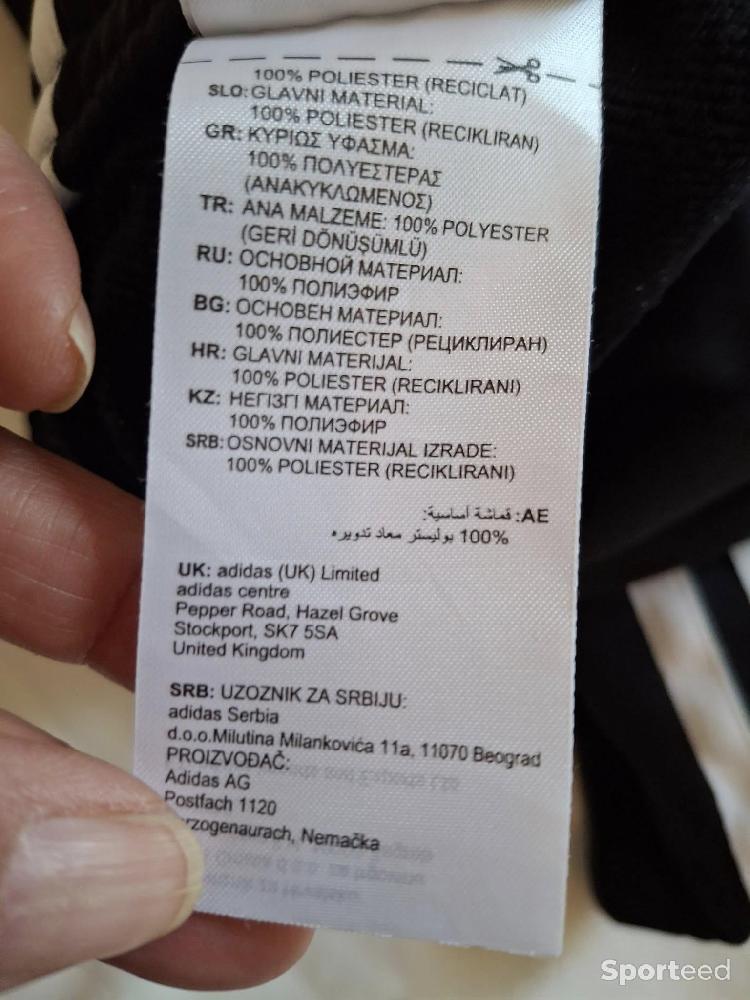 100% POLIESTER (RECICLAT)
SLO: GLAVNI MATERIAL:
100% POLIESTER (RECIKLIRAN)
GR: ΚΥΡΙΩΣ ΥΦΑΣΜΑ:
100% ΠΟΛΥΕΣΤΕΡΑΣ
(ΑΝΑΚΥΚΛΩΜΕΝΟΣ)
TR: ANA MALZEME: 100% POLYESTER
(GERİ DÖNÜŞÜMLÜ)
RU: ОСНОВНОЙ МАТЕРИАЛ:
100% ПОЛИЭФИР
BG: ОСНОВЕН МАТЕРИАЛ:
100% ПОЛИЕСТЕР (РЕЦИКЛИРАН)
HR: GLAVNI MATERIJAL:
100% POLIESTER (RECIKLIRANI)
KZ: НЕГІЗГІ МАТЕРИАЛ:
100% ПОЛИЭФИР
SRB: OSNOVNI MATERIJAL IZRADE:
100% POLIESTER (RECIKLIRANI)
AE: قماشة أساسية:
100% بوليستر معاد تدويره
UK: adidas (UK) Limited
adidas centre
Pepper Road, Hazel Grove
Stockport, SK7 5SA
United Kingdom
SRB: UZOZNIK ZA SRBIJU:
adidas Serbia
d.o.o.Milutina Milankovića 11a, 11070 Beograd
PROIZVOĐAČ:
Adidas AG
Postfach 1120
rzogenaurach, Nemačka
Sporteed